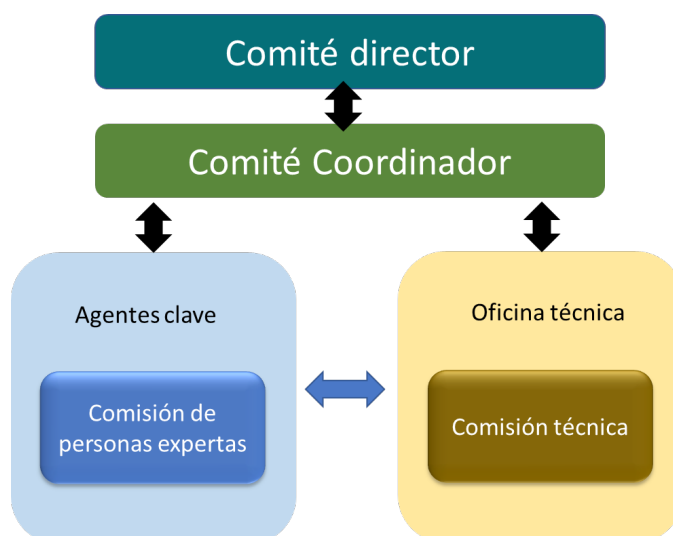 Comité director
Comité Coordinador
Agentes clave
Oficina técnica
Comisión de
personas expertas
Comisión técnica